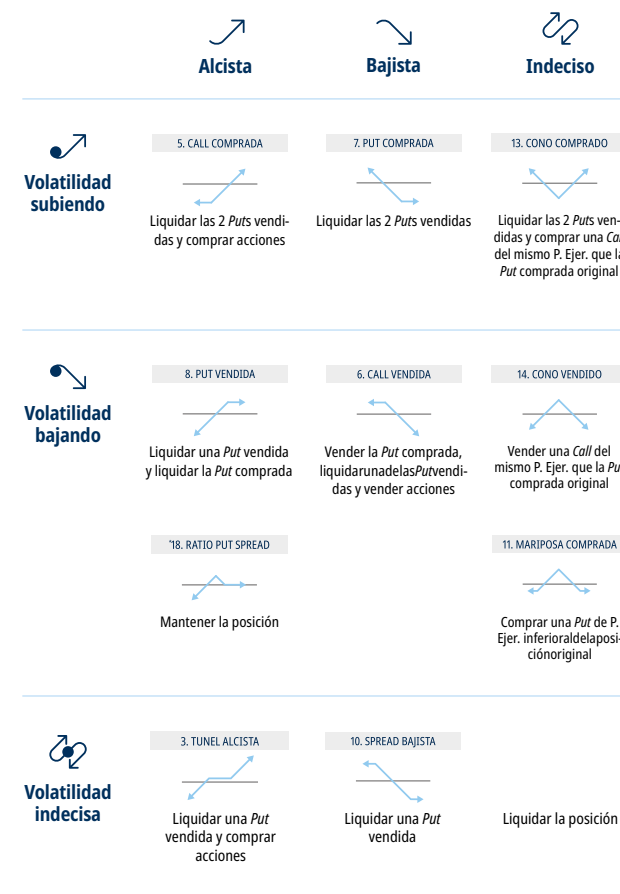 Alcista
Bajista
Indeciso
Volatilidad
subiendo
5. CALL COMPRADA
Liquidar las 2 Puts vendi-
das y comprar acciones
7. PUT COMPRADA
Liquidar las 2 Puts vendidas
13. CONO COMPRADO
Liquidar las 2 Puts ven-
didas y comprar una
del mismo P. Ejer. que
Put comprada original
Volatilidad
bajando
8. PUT VENDIDA
Liquidar una Put vendida
y liquidar la Put comprada
6. CALL VENDIDA
Vender la Put comprada,
liquidarunadelasPutvendi-
das y vender acciones
14. CONO VENDIDO
Vender una Call del
mismo P. Ejer. que la
comprada original
18. RATIO PUT SPREAD
Mantener la posición
11. MARIPOSA COMPRADA
Comprar una Put de P.
Ejer. inferioraldelaposi-
ciónoriginal
Volatilidad
indecisa
3. TUNEL ALCISTA
Liquidar una Put
vendida y comprar
acciones
10. SPREAD BAJISTA
Liquidar una Put
vendida
Liquidar la posición